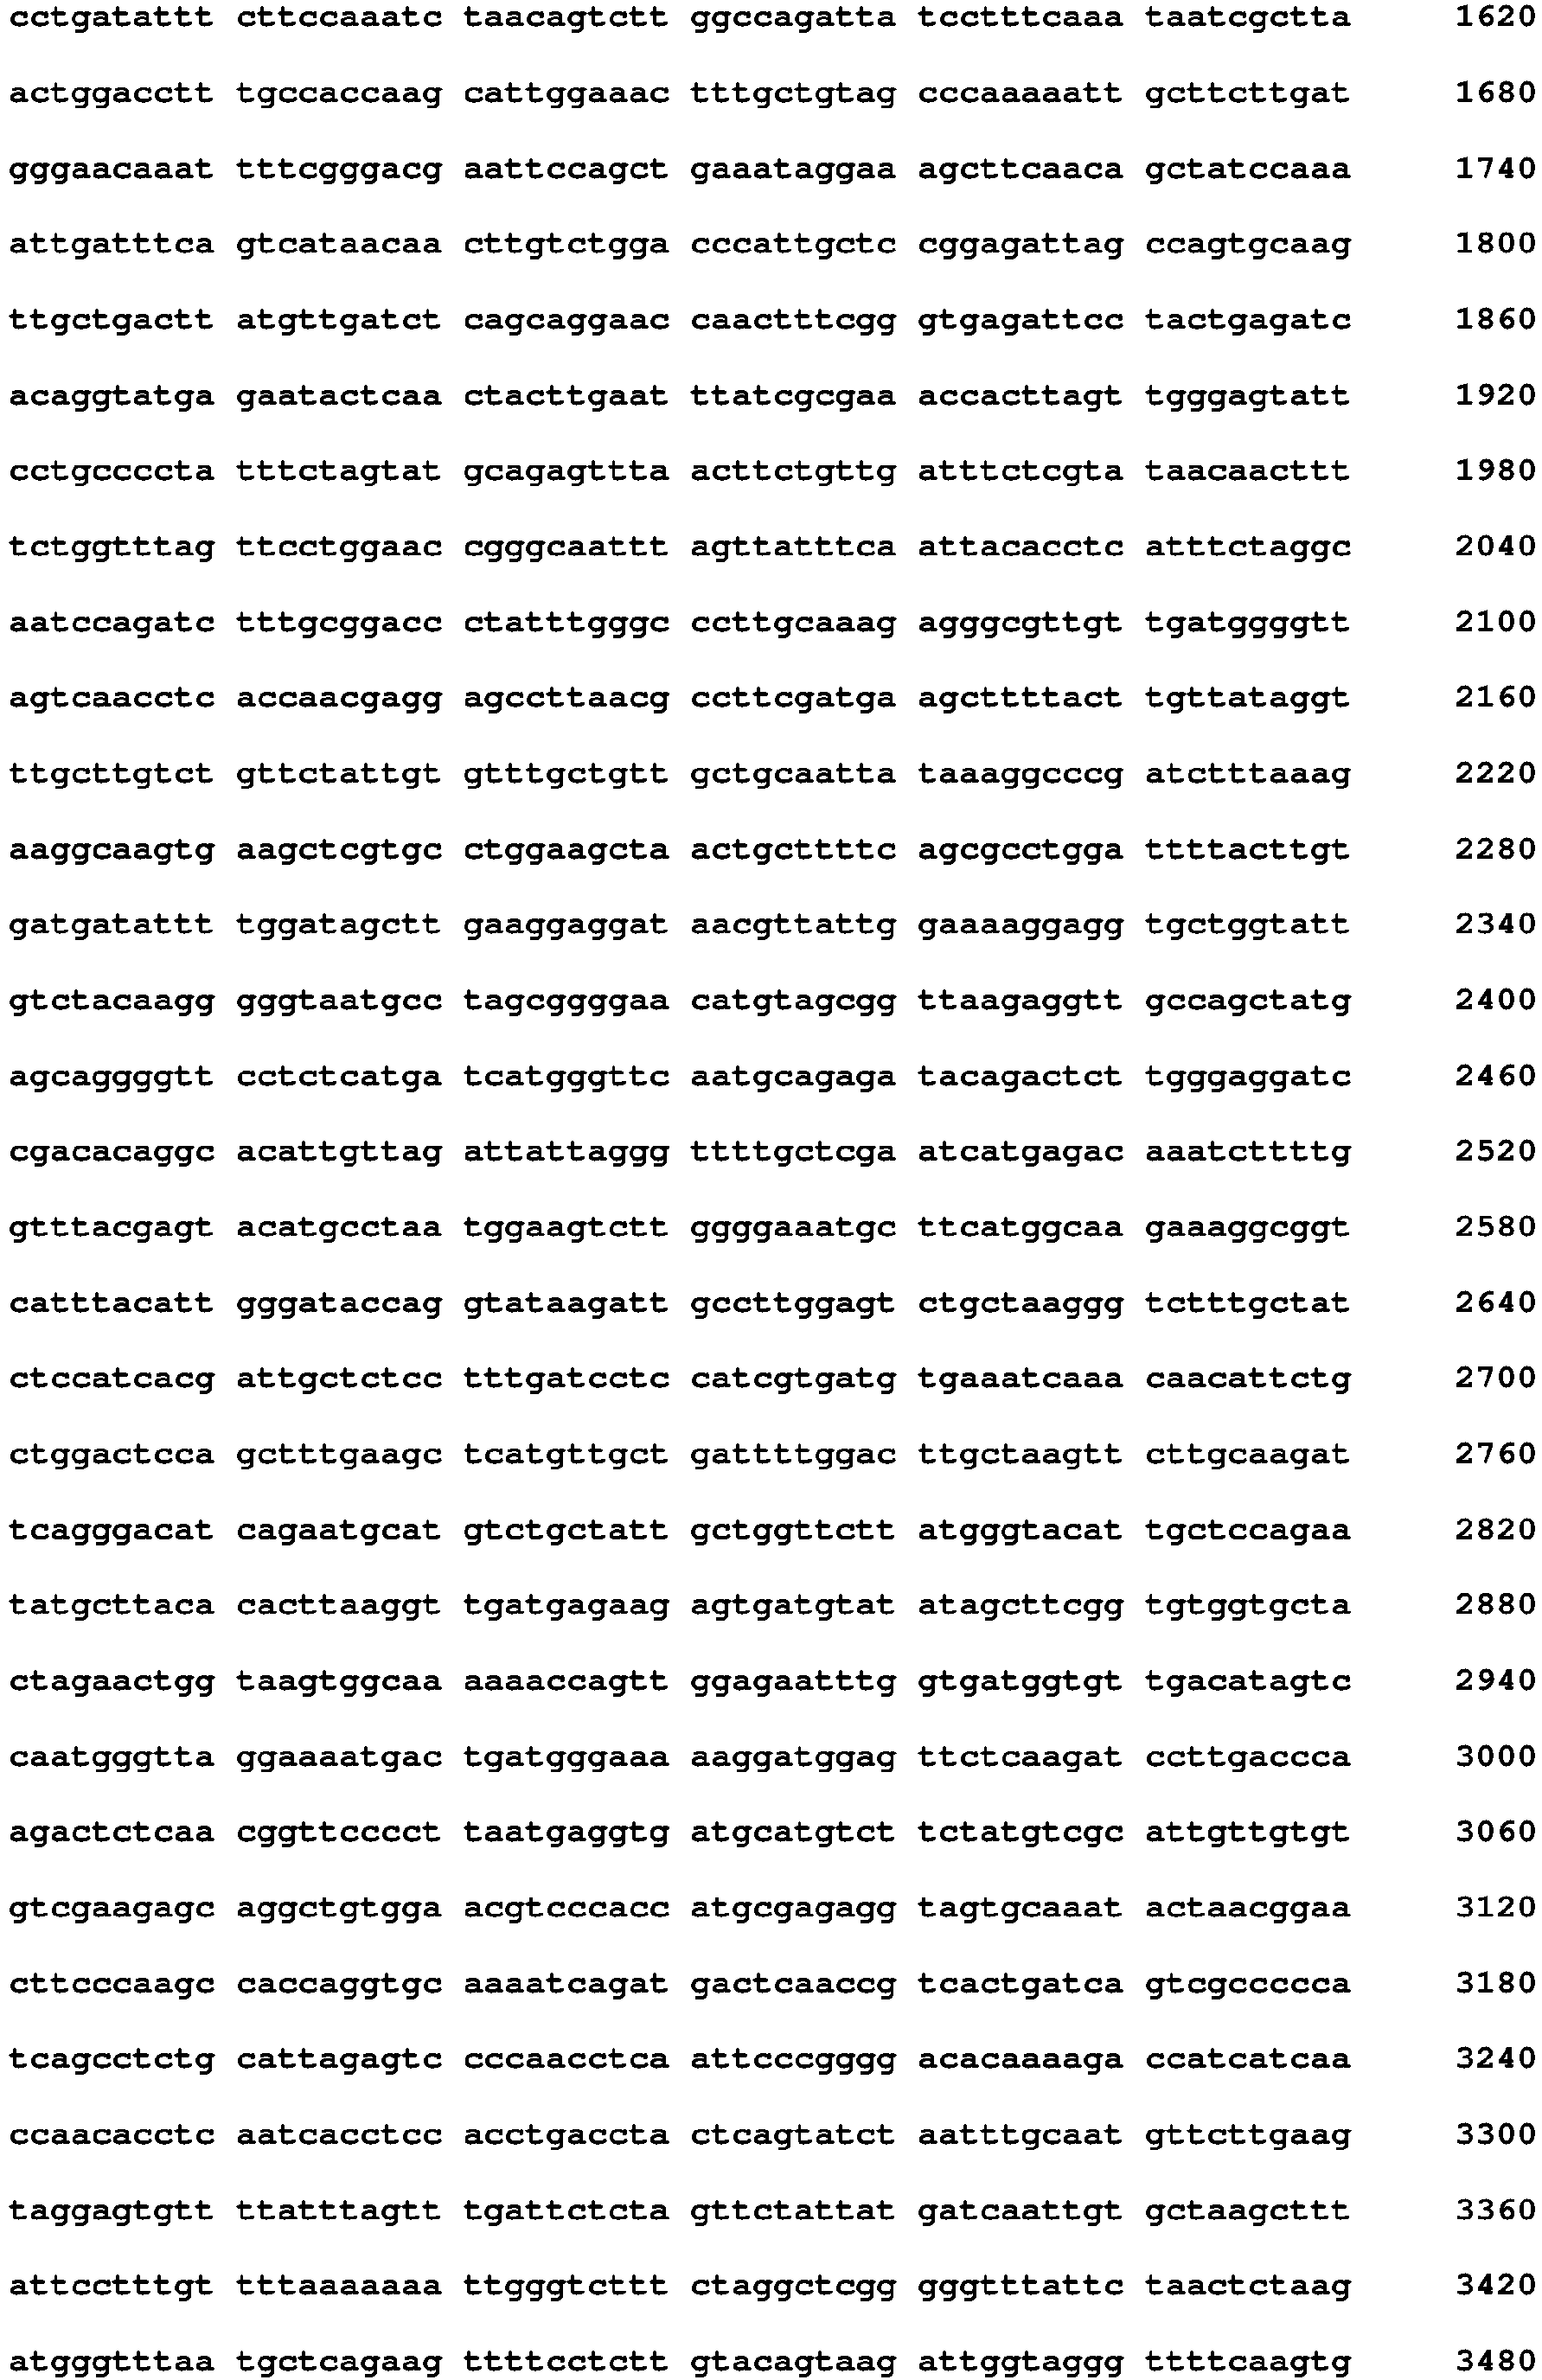 cctgatattt cttccaaatc taacagtctt ggccagatta tcctttcaaa taatcgctta 1620
actggacctt tgccaccaag cattggaaac tttgctgtag cccaaaaatt gcttcttgat 1680
gggaacaaat tttcgggacg aattccagct gaaataggaa agcttcaaca gctatccaaa 1740
attgatttca gtcataacaa cttgtctgga cccattgctc cggagattag ccagtgcaag 1800
ttgctgactt atgttgatct cagcaggaac caactttcgg gtgagattcc tactgagatc 1860
acaggtatga gaatactcaa ctacttgaat ttatcgcgaa accacttagt tgggagtatt 1920
cctgccccta tttctagtat gcagagttta acttctgttg atttctcgta taacaacttt 1980
tctggtttag ttcctggaac cgggcaattt agttatttca attacacctc atttctaggc 2040
aatccagatc tttgcggacc ctatttgggc ccttgcaaag agggcgttgt tgatggggtt 2100
agtcaacctc accaacgagg agccttaacg ccttcgatga agcttttact tgttataggt 2160
ttgcttgtct gttctattgt gtttgctgtt gctgcaatta taaaggcccg atctttaaag 2220
aaggcaagtg aagctcgtgc ctggaagcta actgcttttc agcgcctgga ttttacttgt 2280
gatgatattt tggatagctt gaaggaggat aacgttattg gaaaaggagg tgctggtatt 2340
gtctacaagg gggtaatgcc tagcggggaa catgtagcgg ttaagaggtt gccagctatg 2400
agcaggggtt cctctcatga tcatgggttc aatgcagaga tacagactct tgggaggatc 2460
cgacacaggc acattgttag attattaggg ttttgctcga atcatgagac aaatcttttg 2520
gtttacgagt acatgcctaa tggaagtctt ggggaaatgc ttcatggcaa gaaaggcggt 2580
catttacatt gggataccag gtataagatt gccttggagt ctgctaaggg tctttgctat 2640
ctccatcacg attgctctcc tttgatcctc catcgtgatg tgaaatcaaa caacattctg 2700
ctggactcca gctttgaagc tcatgttgct gattttggac ttgctaagtt cttgcaagat 2760
tcagggacat cagaatgcat gtctgctatt gctggttctt atgggtacat tgctccagaa 2820
tatgcttaca cacttaaggt tgatgagaag agtgatgtat atagcttcgg tgtggtgcta 2880
ctagaactgg taagtggcaa aaaaccagtt ggagaatttg gtgatggtgt tgacatagtc 2940
caatgggtta ggaaaatgac tgatgggaaa aaggatggag ttctcaagat ccttgaccca 3000
agactctcaa cggttcccct taatgaggtg atgcatgtct tctatgtcgc attgttgtgt 3060
gtcgaagagc aggctgtgga acgtcccacc atgcgagagg tagtgcaaat actaacggaa 3120
cttcccaagc caccaggtgc aaaatcagat gactcaaccg tcactgatca gtcgccccca 3180
tcagcctctg cattagagtc cccaacctca attcccgggg acacaaaaga ccatcatcaa 3240
ccaacacctc aatcacctcc acctgaccta ctcagtatct aatttgcaat gttcttgaag 3300
taggagtgtt ttatttagtt tgattctcta gttctattat gatcaattgt gctaagcttt 3360
attcctttgt tttaaaaaaa ttgggtcttt ctaggctcgg gggtttattc taactctaag 3420
atgggtttaa tgctcagaag ttttcctctt gtacagtaag attggtaggg ttttcaagtg 3480